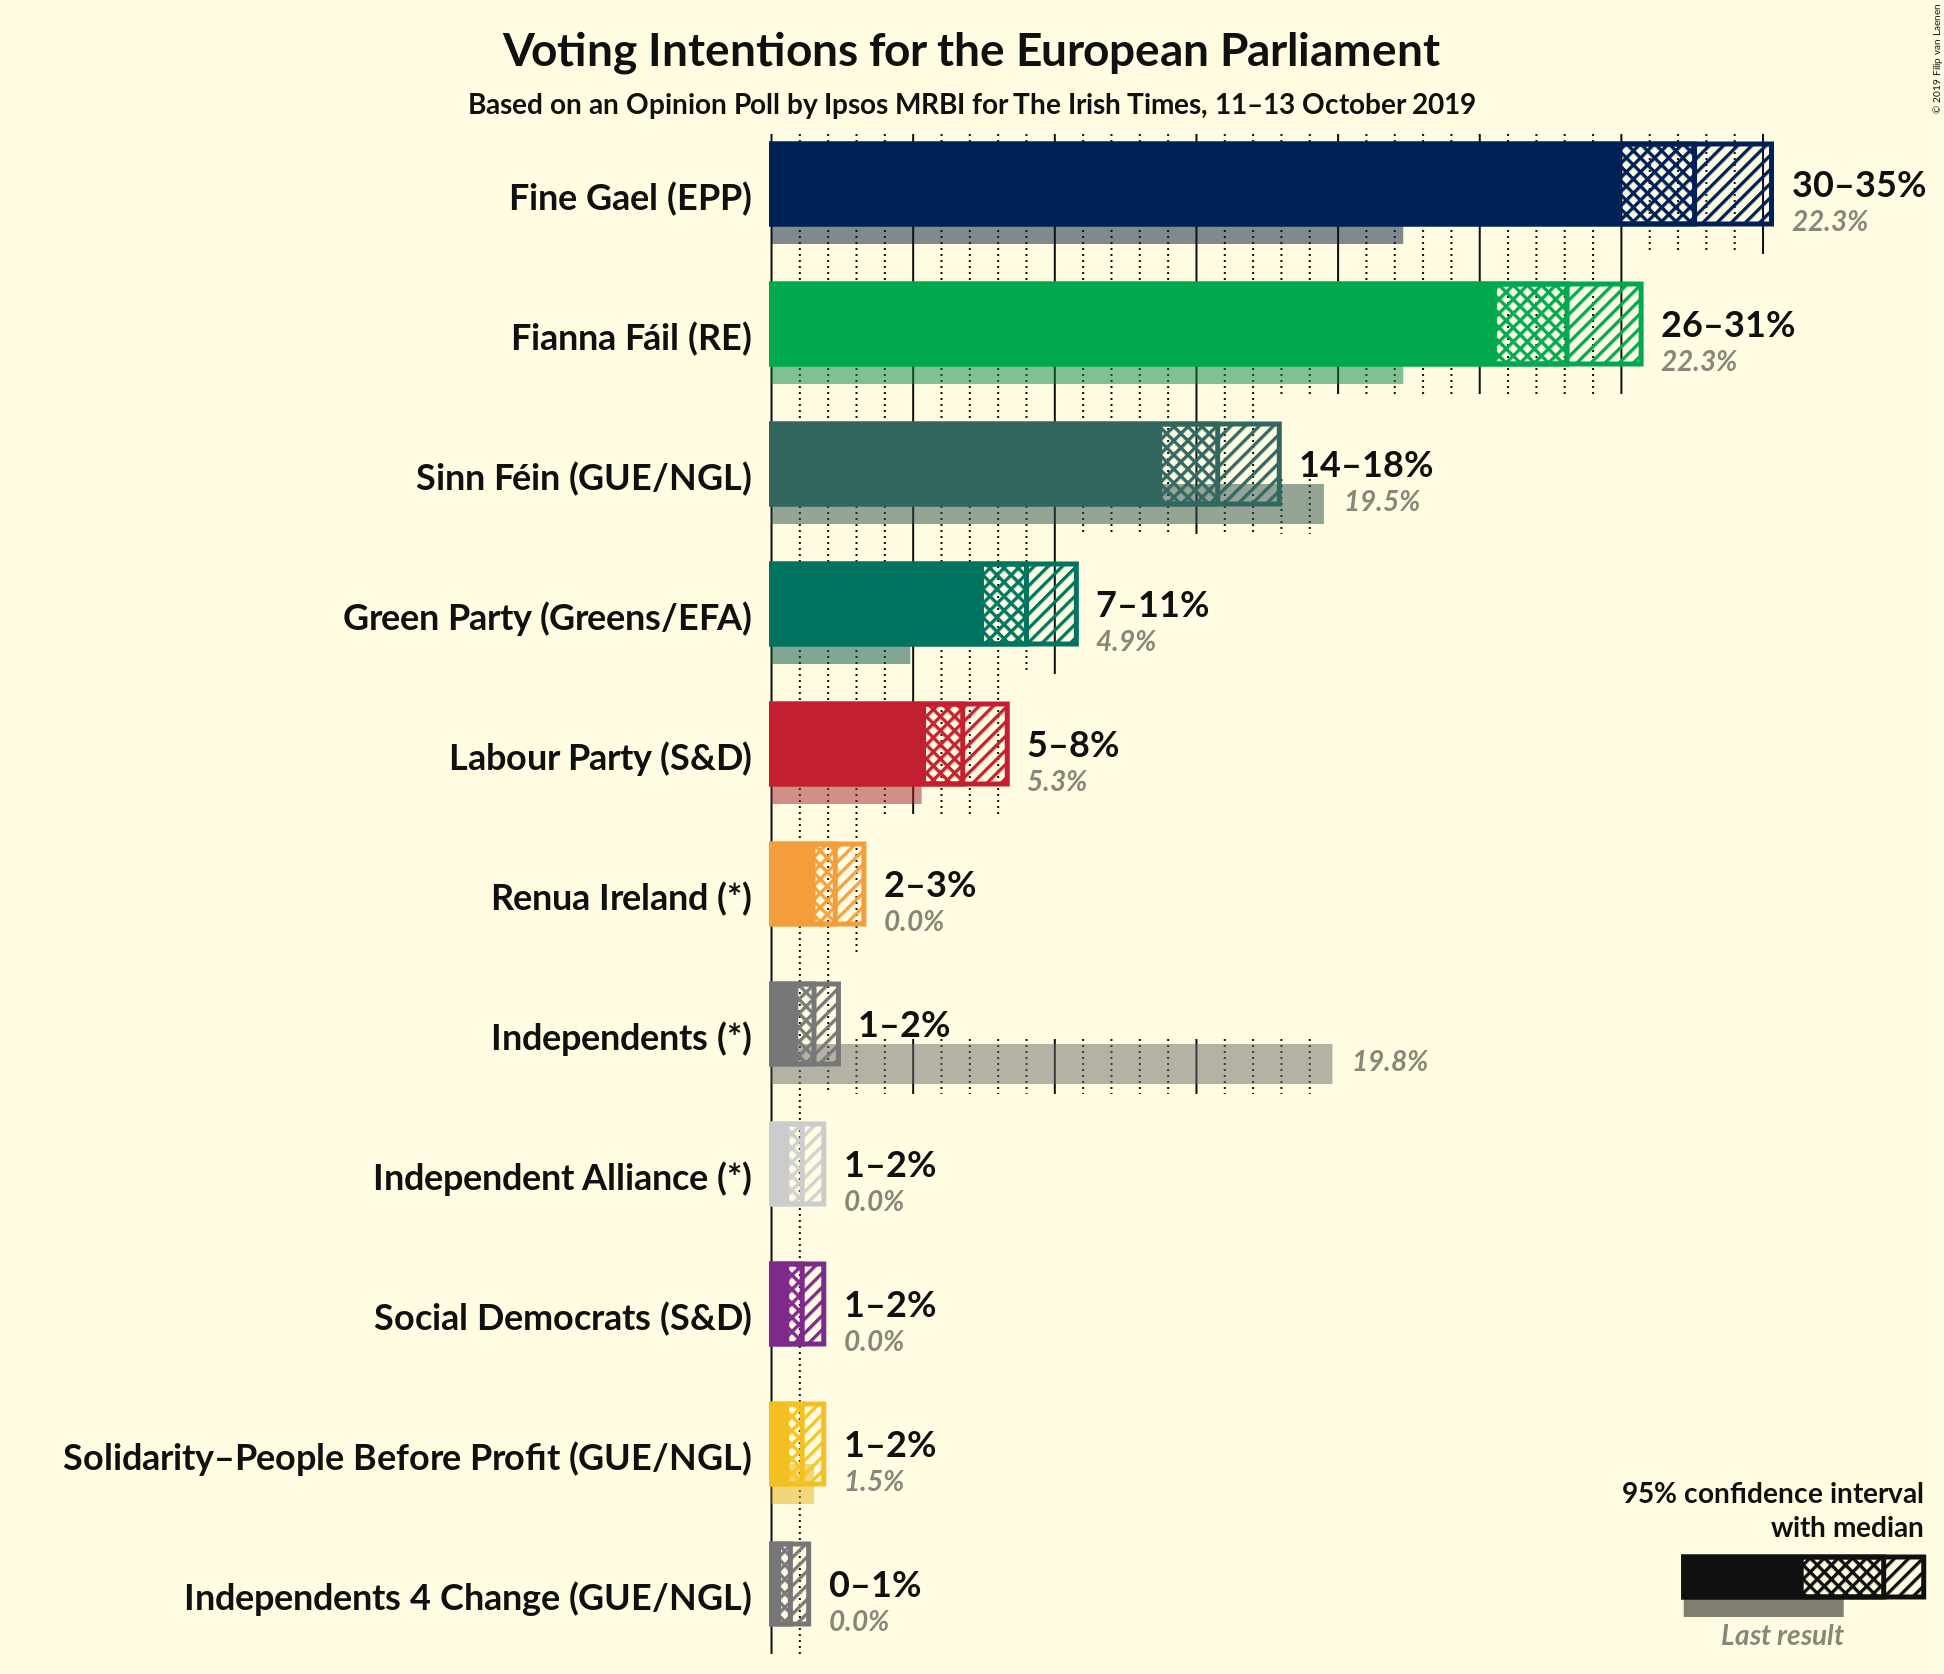 Voting Intentions for the European Parliament
Based on an Opinion Poll by Ipsos MRBI for The Irish Times, 11–13 October 2019
© 2019 Filip van Laenen
Fine Gael (EPP)
30–35%
22.3%
Fianna Fáil (RE)
26–31%
22.3%
Sinn Féin (GUE/NGL)
14–18%
19.5%
Green Party (Greens/EFA)
7–11%
4.9%
Labour Party (S&D)
5–8%
5.3%
Renua Ireland (*)
2–3%
0.0%
Independents (*)
1–2%
19.8%
Independent Alliance (*)
1–2%
0.0%
Social Democrats (S&D)
1–2%
0.0%
Solidarity–People Before Profit (GUE/NGL)
1–2%
1.5%
Independents 4 Change (GUE/NGL)
0–1%
0.0%
95% confidence interval
with median
Last result